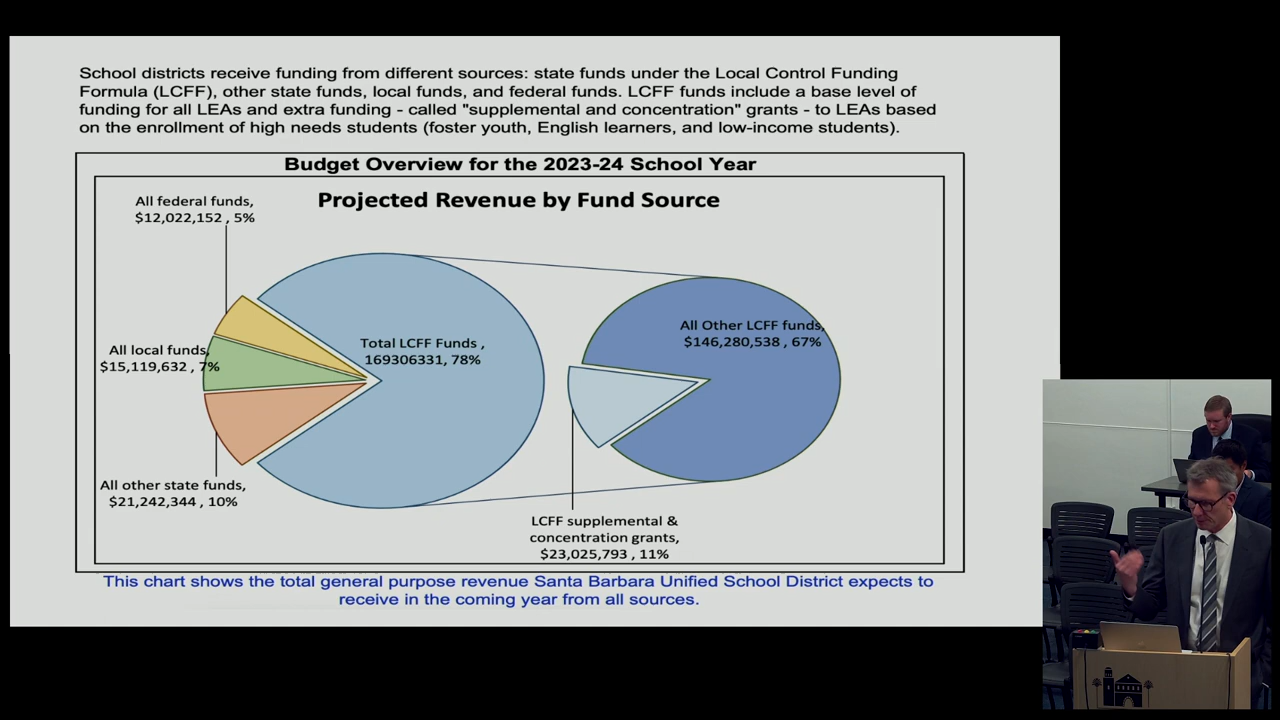 School districts receive funding from different sources: state funds under the Local Control Funding
Formula (LCFF), other state funds, local funds, and federal funds. LCFF funds include a base level of
funding for all LEAs and extra funding - called "supplemental and concentration" grants - to LEAs based
on the enrollment of high needs students (foster youth, English learners, and low-income students).
Budget Overview for the 2023-24 School Year
Projected Revenue by Fund Source
All federal funds,
$12,022,152 , 5%
All local funds,
$15,119,632 , 7%
All other state funds,
$21,242,344 , 10%
Total LCFF Funds ,
169306331, 78%
All Other LCFF funds,
$146,280,538 , 67%
LCFF supplemental &
concentration grants,
$23,025,793 , 11%
This chart shows the total general purpose revenue Santa Barbara Unified School District expects to
receive in the coming year from all sources.